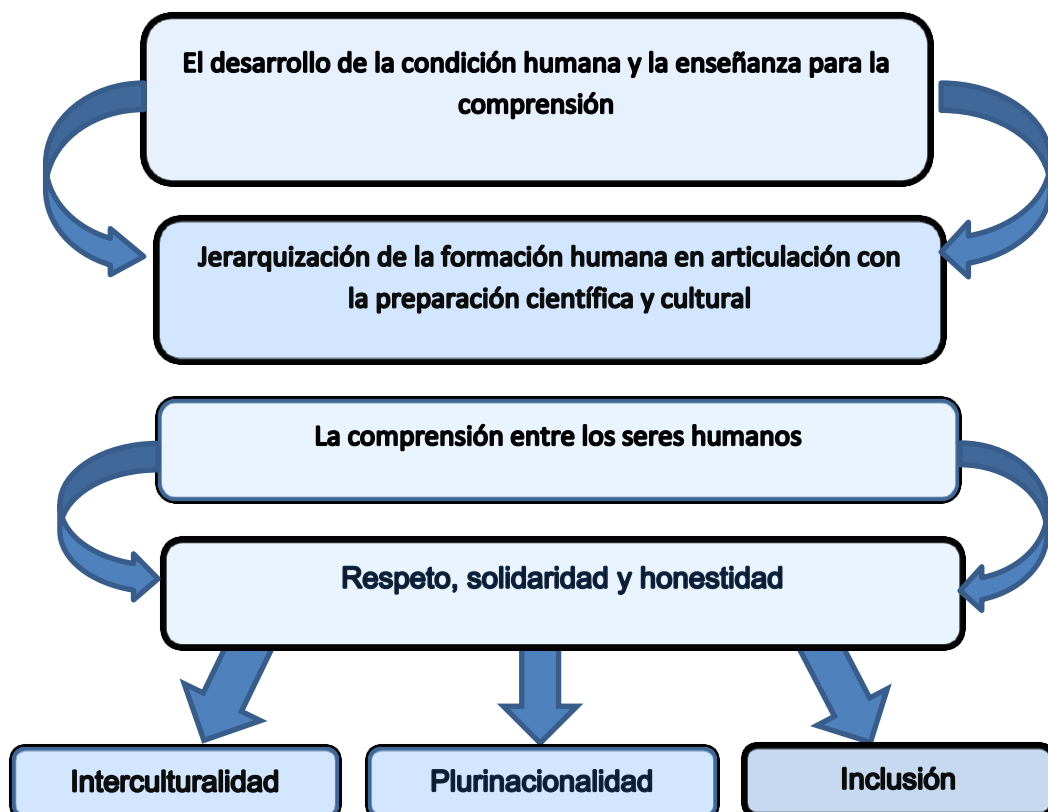 El desarrollo de la condición humana y la enseñanza para la
comprensión
Jerarquización de la formación humana en articulación con
la preparación científica y cultural
La comprensión entre los seres humanos
Respeto, solidaridad y honestidad
Interculturalidad
Plurinacionalidad
Inclusión